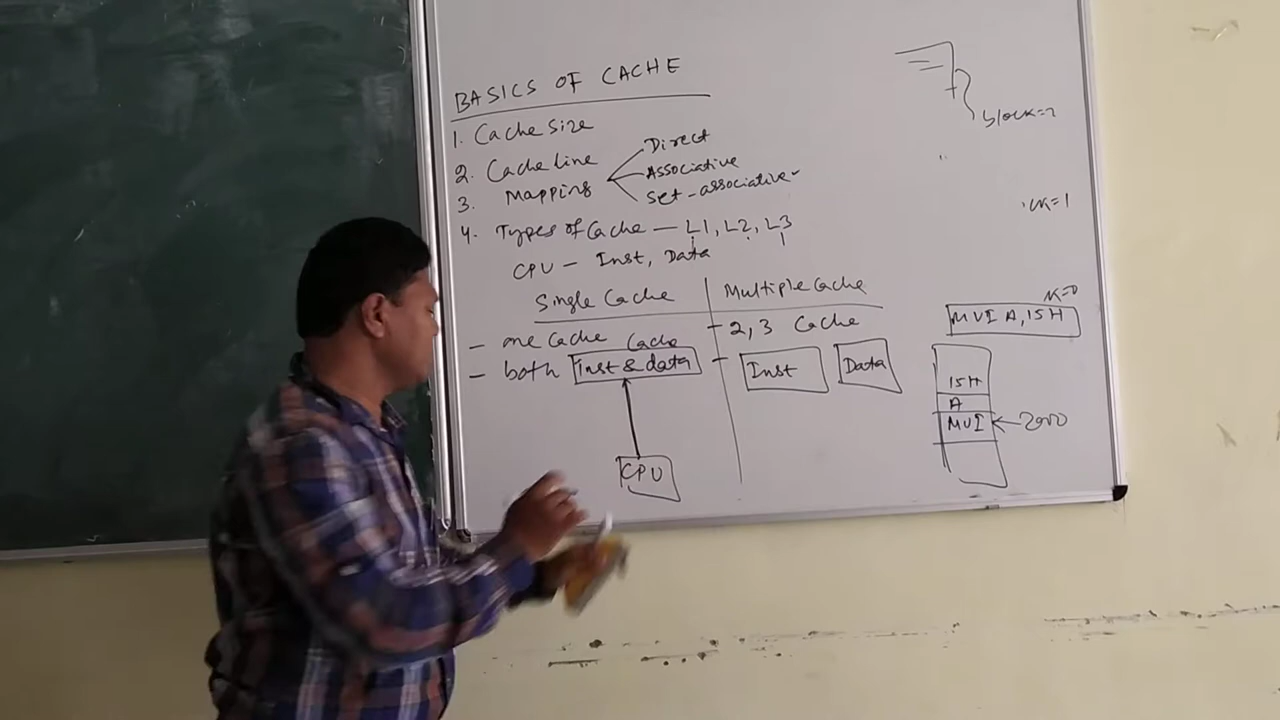 BASICS OF CACHE
1. Cache Size
2. Cache line
3. Mapping
Direct
Associative
Set-associative
4. Types of Cache — L1, L2, L3
CPU — Inst, Data
Single Cache
- one Cache Cache
- both Inst & data
CPU
Multiple Cache
- 2, 3 Cache
- Inst Data
MVI A, 15H
15H
A
MVI ← 2000